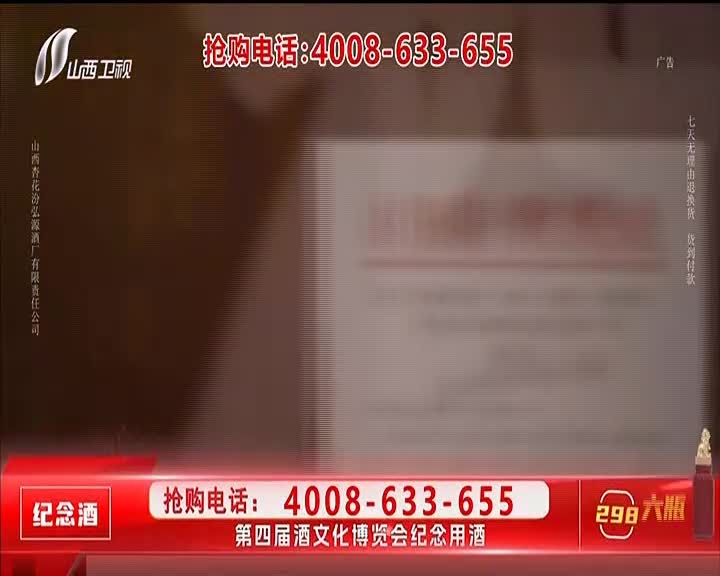 抢购电话:4008-633-655
山西卫视
广告
七天无理由退换货 货到付款
山西杏花汾弘源酒厂有限责任公司
纪念酒
抢购电话: 4008-633-655
第四届酒文化博览会纪念用酒
298六瓶